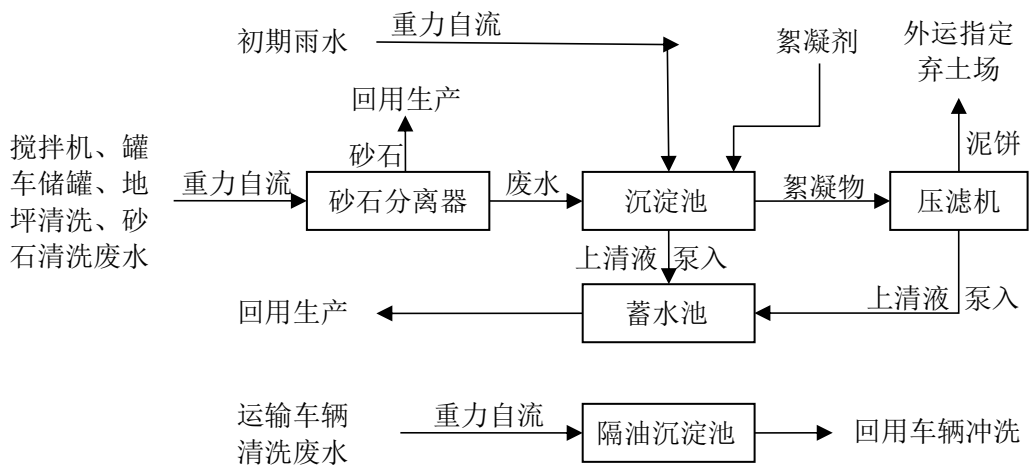 初期雨水
重力自流
絮凝剂
外运指定
弃土场
回用生产
砂石
泥饼
搅拌机、罐
车储罐、地
坪清洗、砂
石清洗废水
重力自流
砂石分离器
废水
沉淀池
絮凝物
压滤机
上清液 泵入
上清液 泵入
回用生产
蓄水池
运输车辆
清洗废水
重力自流
隔油沉淀池
回用车辆冲洗